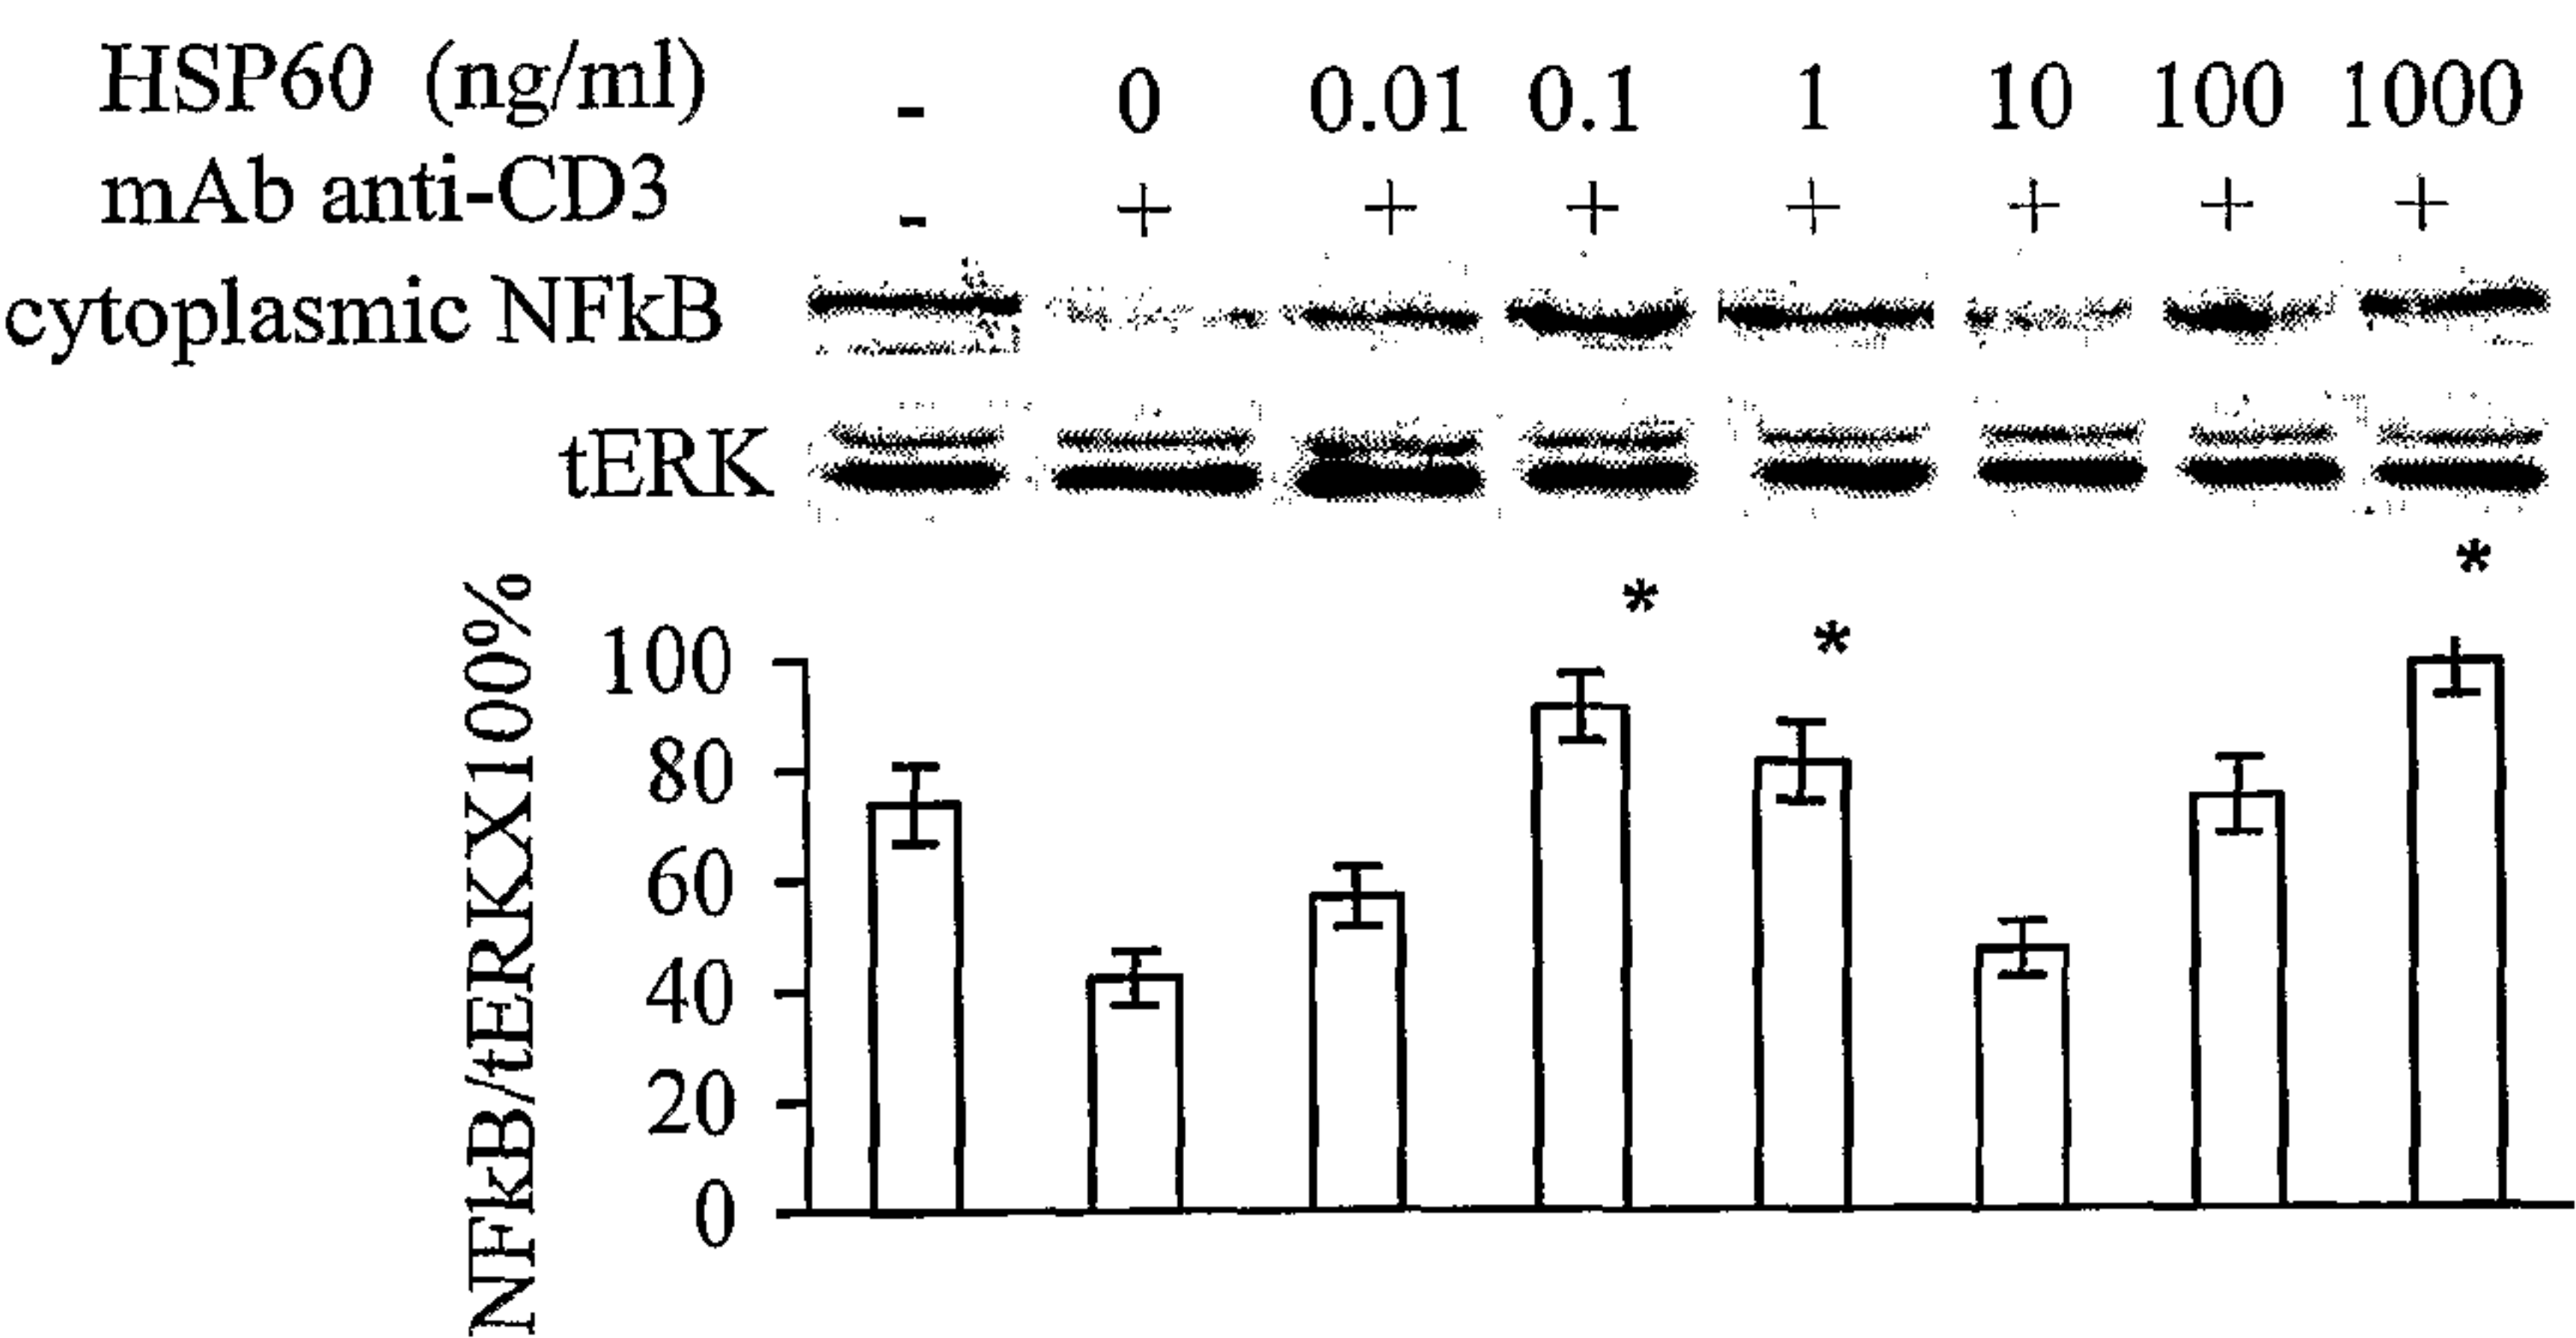 HSP60 (ng/ml) - 0 0.01 0.1 1 10 100 1000
mAb anti-CD3 - + + + + + + +
cytoplasmic NFkB
tERK
* * *
NFkB/tERKX100%
100
80
60
40
20
0